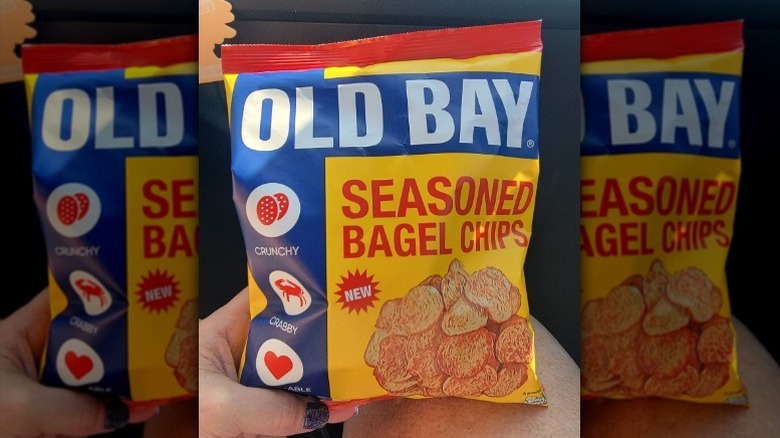 OLD BAY®
SEASONED
BAGEL CHIPS
CRUNCHY
NEW
CRABBY